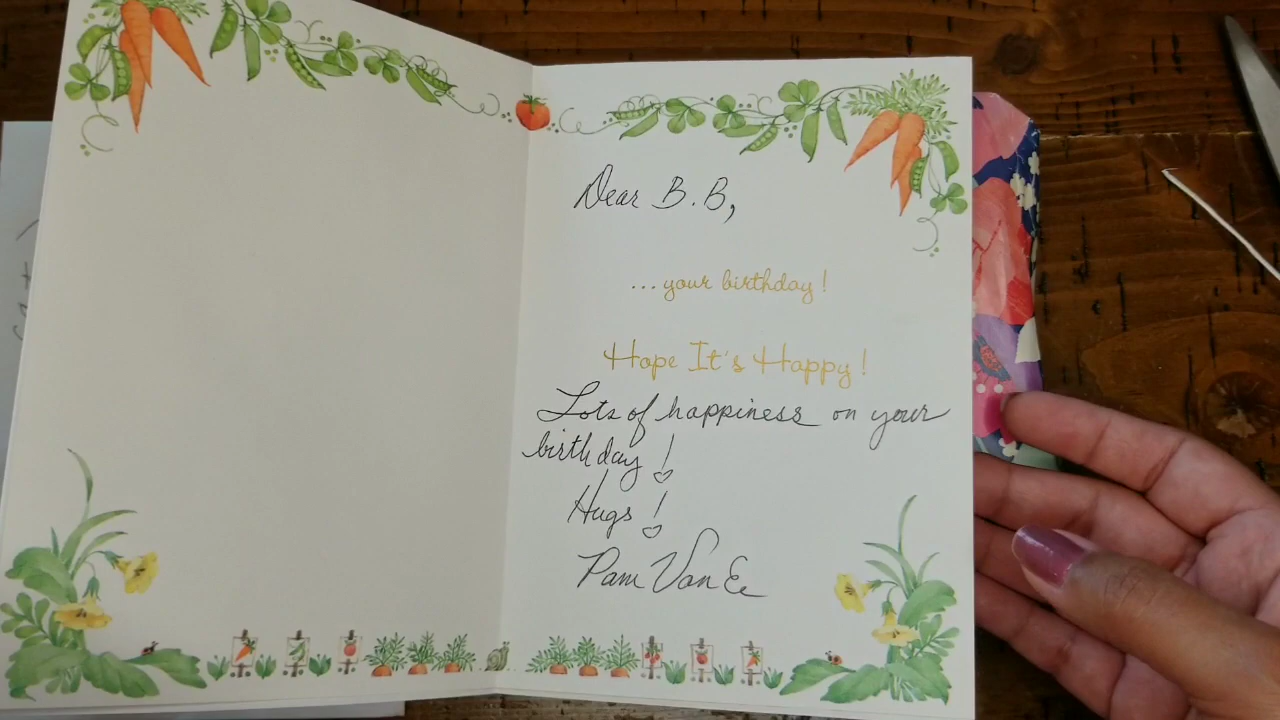 Dear B.B,
...your birthday!
Hope It's Happy!
Lots of happiness on your
birthday!
Hugs!
Pam Van Ee